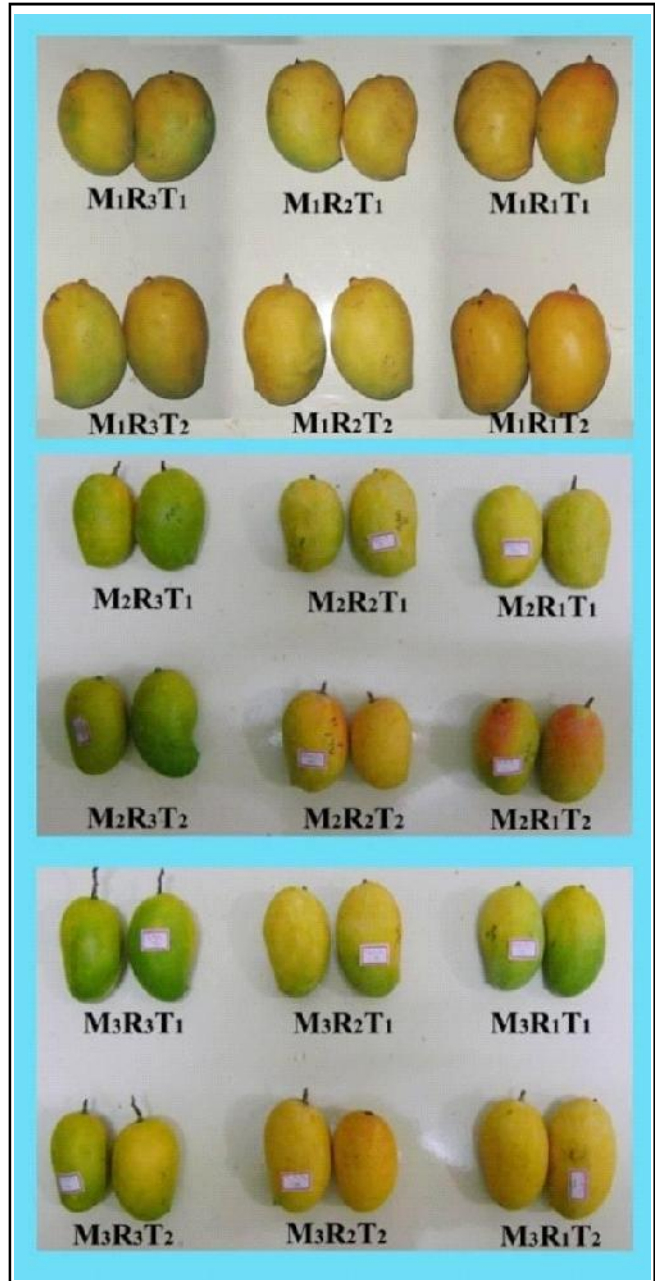 M₁R₃T₁ M₁R₂T₁ M₁R₁T₁
M₁R₃T₂ M₁R₂T₂ M₁R₁T₂
M₂R₃T₁ M₂R₂T₁ M₂R₁T₁
M₂R₃T₂ M₂R₂T₂ M₂R₁T₂
M₃R₃T₁ M₃R₂T₁ M₃R₁T₁
M₃R₃T₂ M₃R₂T₂ M₃R₁T₂